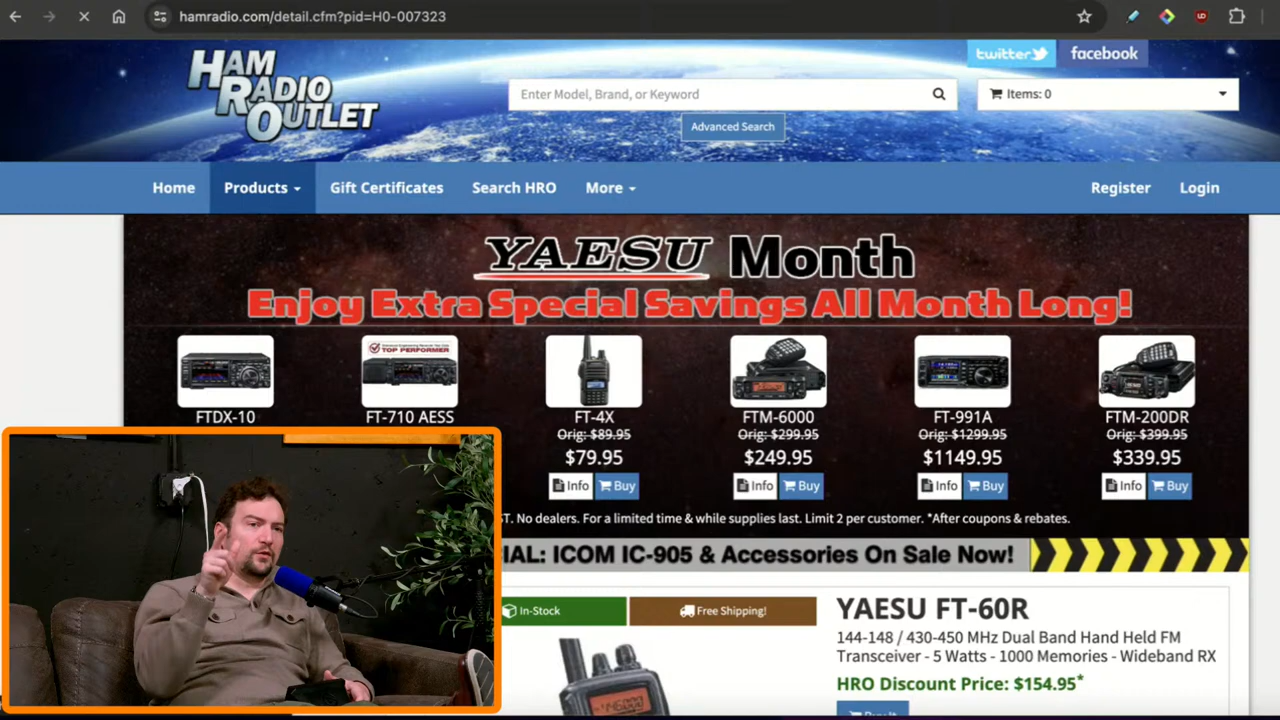 hamradio.com/detail.cfm?pid=H0-007323
UD
HAM
RADIO
OUTLET
twitter
facebook
Enter Model, Brand, or Keyword
Items: 0
Advanced Search
Home
Products
Gift Certificates
Search HRO
More
Register
Login
YAESU Month
Enjoy Extra Special Savings All Month Long!
TOP PERFORMER
FTDX-10
FT-710 AESS
FT-4X
FTM-6000
FT-991A
FTM-200DR
Orig: $89.95
Orig: $299.95
Orig: $1299.95
Orig: $399.95
$79.95
$249.95
$1149.95
$339.95
Info Buy
Info Buy
Info Buy
Info Buy
ST. No dealers. For a limited time & while supplies last. Limit 2 per customer. *After coupons & rebates.
IAL: ICOM IC-905 & Accessories On Sale Now!
In-Stock
Free Shipping!
YAESU FT-60R
144-148 / 430-450 MHz Dual Band Hand Held FM
Transceiver - 5 Watts - 1000 Memories - Wideband RX
HRO Discount Price: $154.95*
Buy It